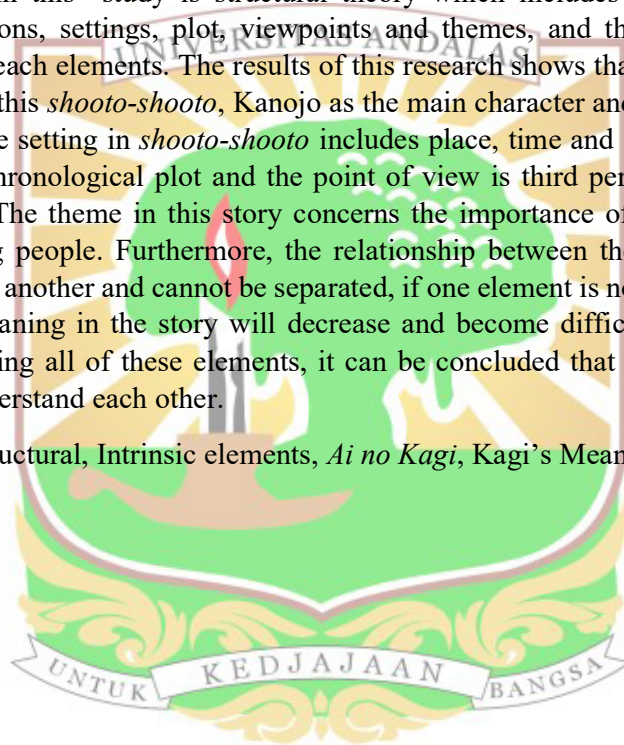 in this study is structural theory which includes
ons, settings, plot, viewpoints and themes, and th
UNIVERSITAS ANDALAS
each elements. The results of this research shows tha
this shooto-shooto, Kanojo as the main character and
e setting in shooto-shooto includes place, time and
hronological plot and the point of view is third per
The theme in this story concerns the importance of
g people. Furthermore, the relationship between the
another and cannot be separated, if one element is no
eaning in the story will decrease and become diffic
ing all of these elements, it can be concluded that
derstand each other.
uctural, Intrinsic elements, Ai no Kagi, Kagi's Mean
UNTUK KEDJAJAAN BANGSA